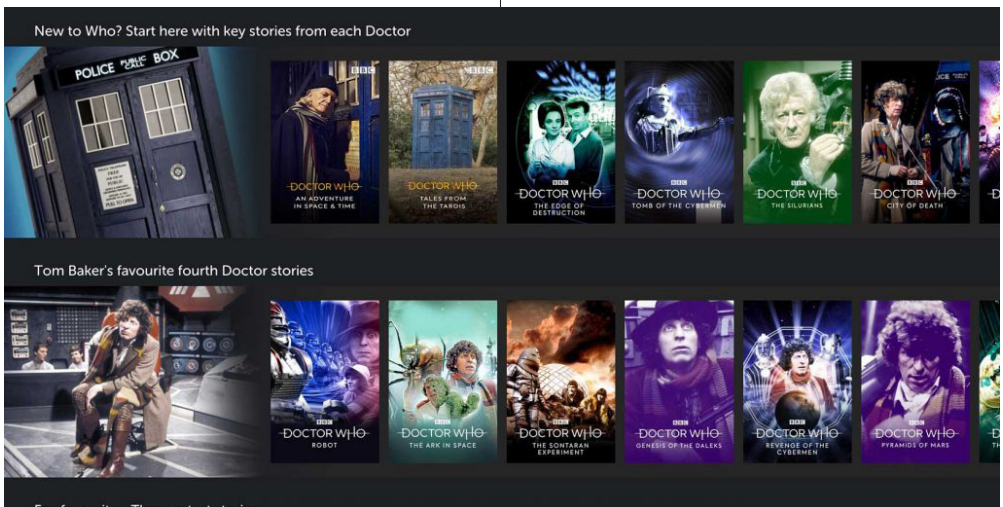 New to Who? Start here with key stories from each Doctor
POLICE PUBLIC CALL BOX
FREE
PUBLIC
PULL TO OPEN
BBC
DOCTOR WHO
AN ADVENTURE
IN SPACE & TIME
BBC
DOCTOR WHO
TALES FROM
THE TARDIS
BBC
DOCTOR WHO
THE EDGE OF
DESTRUCTION
BBC
DOCTOR WHO
TOMB OF THE CYBERMEN
BBC
DOCTOR WHO
THE SILURIANS
BBC
DOCTOR WHO
CITY OF DEATH
Tom Baker's favourite fourth Doctor stories
BBC
DOCTOR WHO
ROBOT
BBC
DOCTOR WHO
THE ARK IN SPACE
BBC
DOCTOR WHO
THE SONTARAN
EXPERIMENT
BBC
DOCTOR WHO
GENESIS OF THE DALEKS
BBC
DOCTOR WHO
REVENGE OF THE
CYBERMEN
BBC
DOCTOR WHO
PYRAMIDS OF MARS